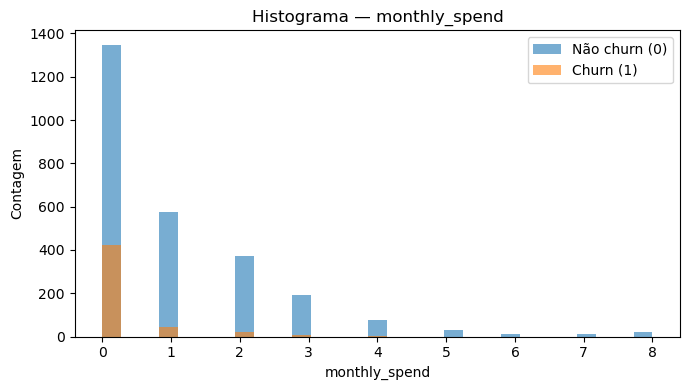 Histograma — monthly_spend
Não churn (0)
Churn (1)
Contagem
1400
1200
1000
800
600
400
200
0
0 1 2 3 4 5 6 7 8
monthly_spend